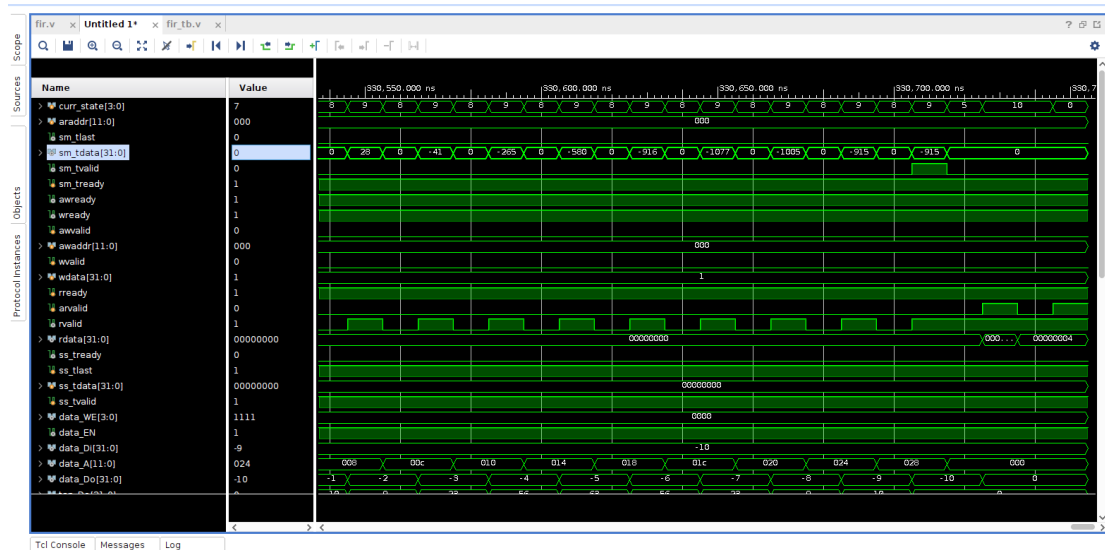 fir.v x Untitled 1* x fir_tb.v x ?
Scope
Sources
Objects
Protocol Instances
Name Value
330,550.000 ns 330,600.000 ns 330,650.000 ns 330,700.000 ns 330,7
curr_state[3:0] 7 8 9 8 9 8 9 8 9 8 9 8 9 8 9 8 9 8 9 5 10 0
araddr[11:0] 000 000
sm_tlast 0
sm_tdata[31:0] 0 0 28 0 -41 0 -265 0 -580 0 -916 0 -1077 0 -1005 0 -915 0 -915 0
sm_tvalid 0
sm_tready 1
awready 1
wready 1
awvalid 0
awaddr[11:0] 000 000
wvalid 0
wdata[31:0] 1 1
rready 1
arvalid 0
rvalid 1
rdata[31:0] 00000000 00000000 000... 00000004
ss_tready 0
ss_tlast 1
ss_tdata[31:0] 00000000 00000000
ss_tvalid 1
data_WE[3:0] 1111 0000
data_EN 1
data_Di[31:0] -9 -10
data_A[11:0] 024 008 00c 010 014 018 01c 020 024 028 000
data_Do[31:0] -10 -1 -2 -3 -4 -5 -6 -7 -8 -9 -10 0
Tcl Console Messages Log